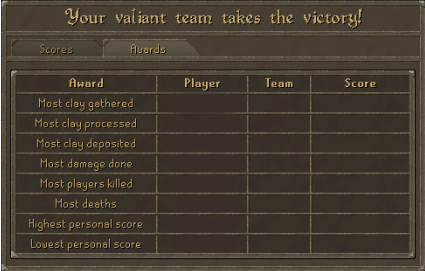 Your valiant team takes the victory!
Scores Awards
Award Player Team Score
Most clay gathered
Most clay processed
Most clay deposited
Most damage done
Most players killed
Most deaths
Highest personal score
Lowest personal score